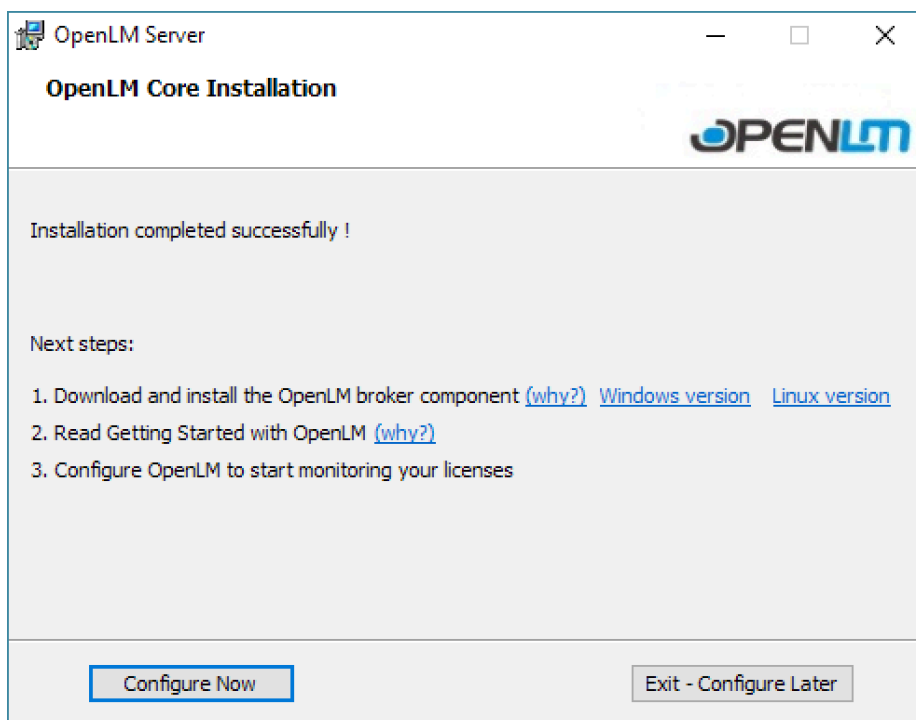 OpenLM Server
OpenLM Core Installation
OPENLM
Installation completed successfully !
Next steps:
1. Download and install the OpenLM broker component (why?) Windows version Linux version
2. Read Getting Started with OpenLM (why?)
3. Configure OpenLM to start monitoring your licenses
Configure Now Exit - Configure Later